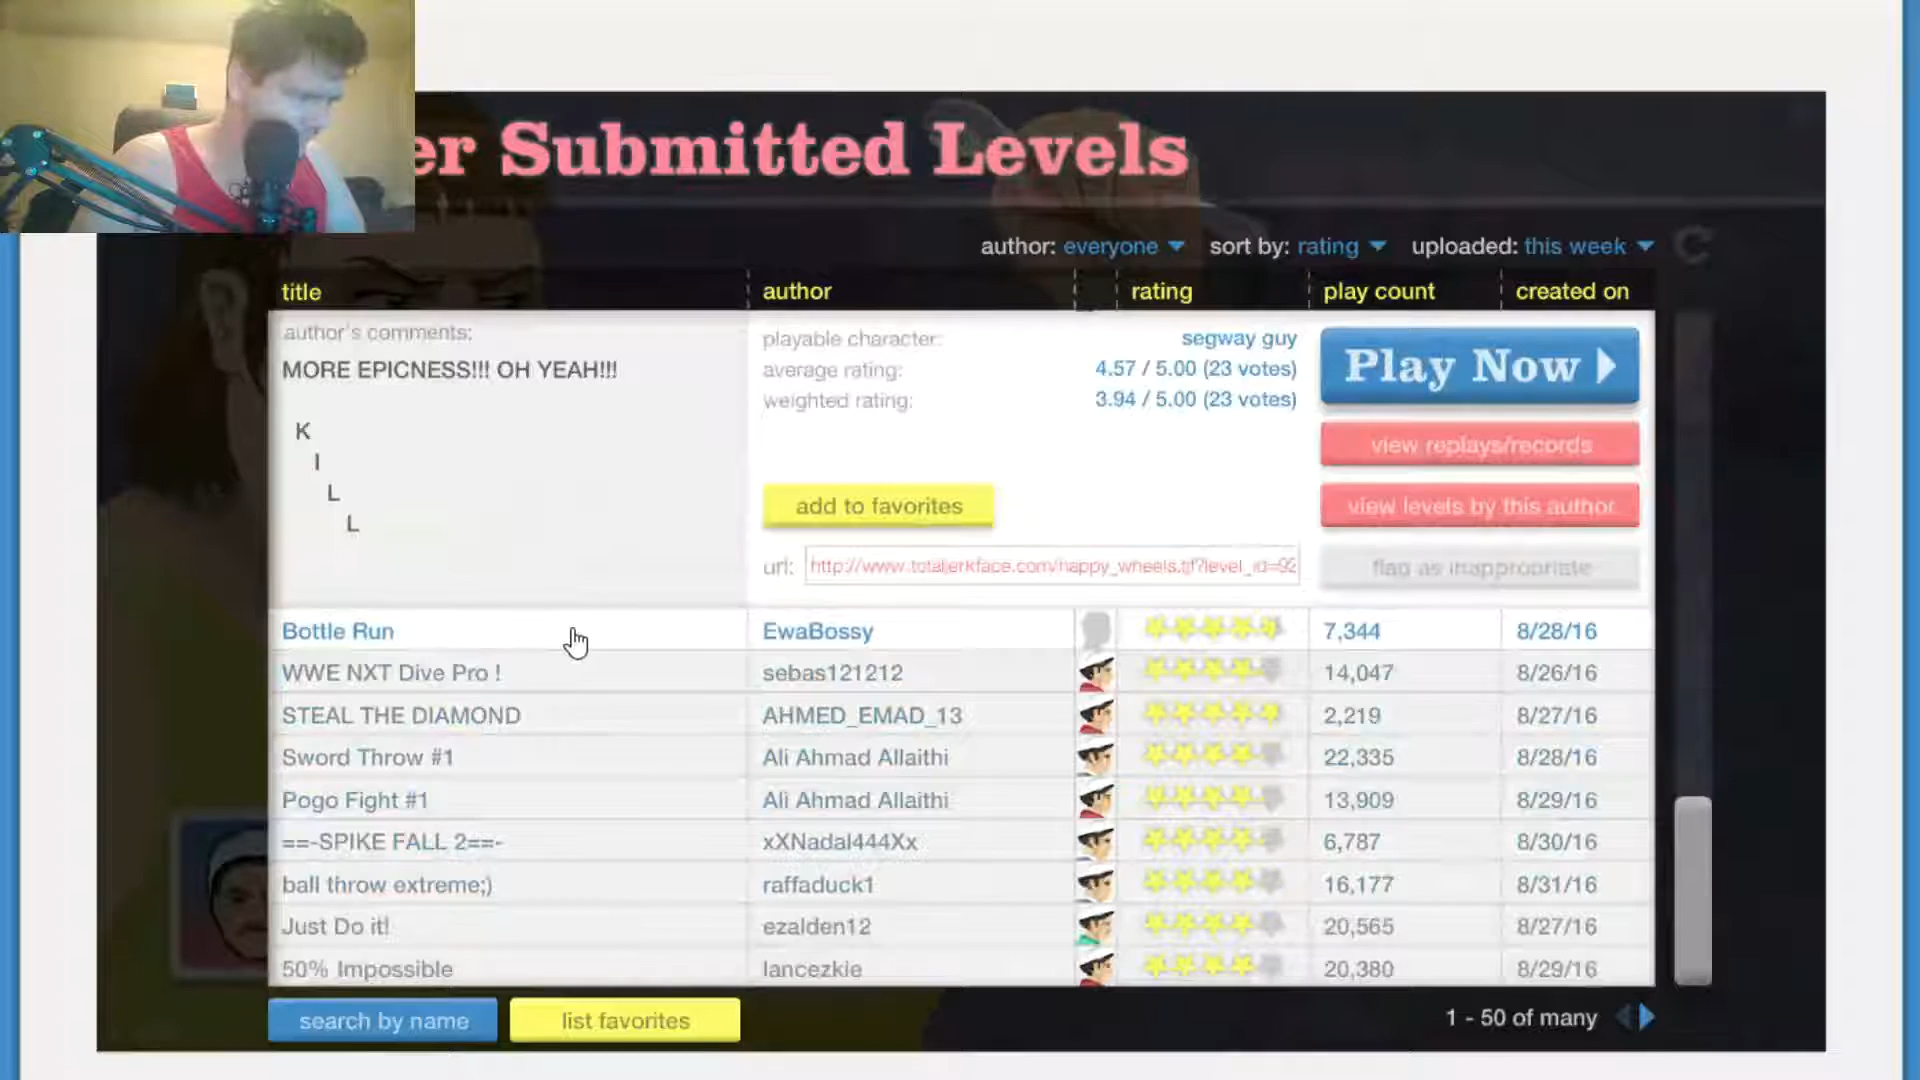 er Submitted Levels
author: everyone sort by: rating uploaded: this week
title author rating play count created on
author's comments:
MORE EPICNESS!!! OH YEAH!!!
K
I
L
L
playable character: segway guy
average rating: 4.57 / 5.00 (23 votes)
weighted rating: 3.94 / 5.00 (23 votes)
add to favorites
url: http://www.totaljerkface.com/happy_wheels.tjf?level_id=92
Play Now
view replays/records
view levels by this author
flag as inappropriate
Bottle Run EwaBossy 7,344 8/28/16
WWE NXT Dive Pro ! sebas121212 14,047 8/26/16
STEAL THE DIAMOND AHMED_EMAD_13 2,219 8/27/16
Sword Throw #1 Ali Ahmad Allaithi 22,335 8/28/16
Pogo Fight #1 Ali Ahmad Allaithi 13,909 8/29/16
==-SPIKE FALL 2==- xXNadal444Xx 6,787 8/30/16
ball throw extreme;) raffaduck1 16,177 8/31/16
Just Do it! ezalden12 20,565 8/27/16
50% Impossible lancezkie 20,380 8/29/16
search by name list favorites 1 - 50 of many